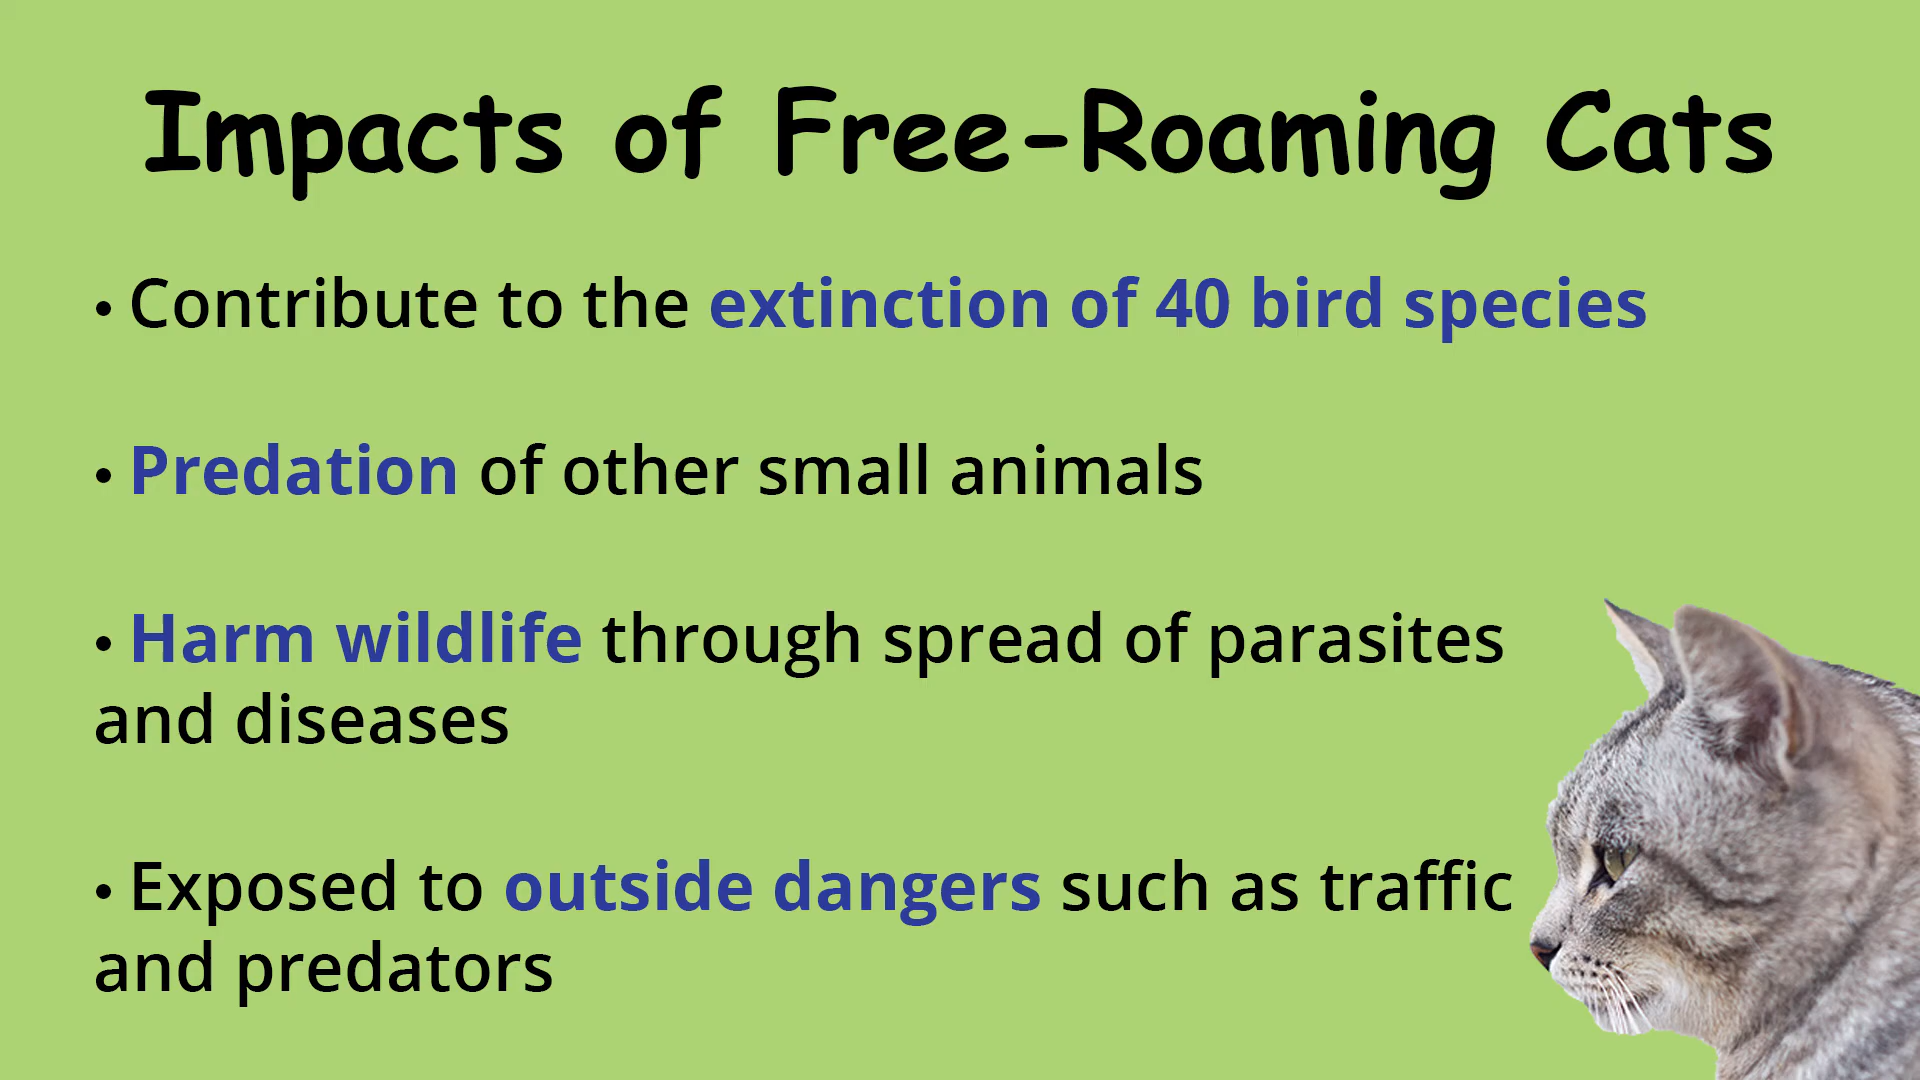 Impacts of Free-Roaming Cats
• Contribute to the extinction of 40 bird species
• Predation of other small animals
• Harm wildlife through spread of parasites
and diseases
• Exposed to outside dangers such as traffic
and predators